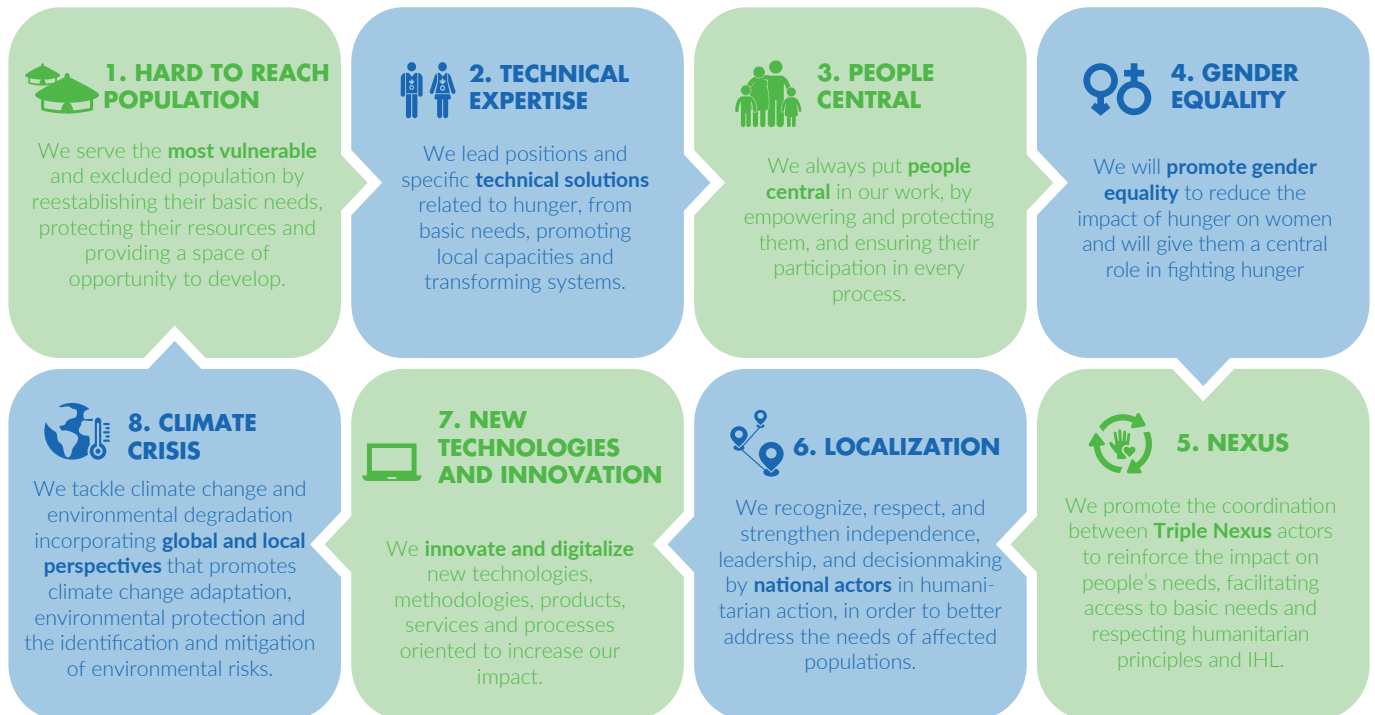 1. HARD TO REACH
POPULATION
We serve the most vulnerable
and excluded population by
reestablishing their basic needs,
protecting their resources and
providing a space of
opportunity to develop.
2. TECHNICAL
EXPERTISE
We lead positions and
specific technical solutions
related to hunger, from
basic needs, promoting
local capacities and
transforming systems.
3. PEOPLE
CENTRAL
We always put people
central in our work, by
empowering and protecting
them, and ensuring their
participation in every
process.
4. GENDER
EQUALITY
We will promote gender
equality to reduce the
impact of hunger on women
and will give them a central
role in fighting hunger
5. NEXUS
We promote the coordination
between Triple Nexus actors
to reinforce the impact on
people's needs, facilitating
access to basic needs and
respecting humanitarian
principles and IHL.
6. LOCALIZATION
We recognize, respect, and
strengthen independence,
leadership, and decisionmaking
by national actors in humani-
tarian action, in order to better
address the needs of affected
populations.
7. NEW
TECHNOLOGIES
AND INNOVATION
We innovate and digitalize
new technologies,
methodologies, products,
services and processes
oriented to increase our
impact.
8. CLIMATE
CRISIS
We tackle climate change and
environmental degradation
incorporating global and local
perspectives that promotes
climate change adaptation,
environmental protection and
the identification and mitigation
of environmental risks.